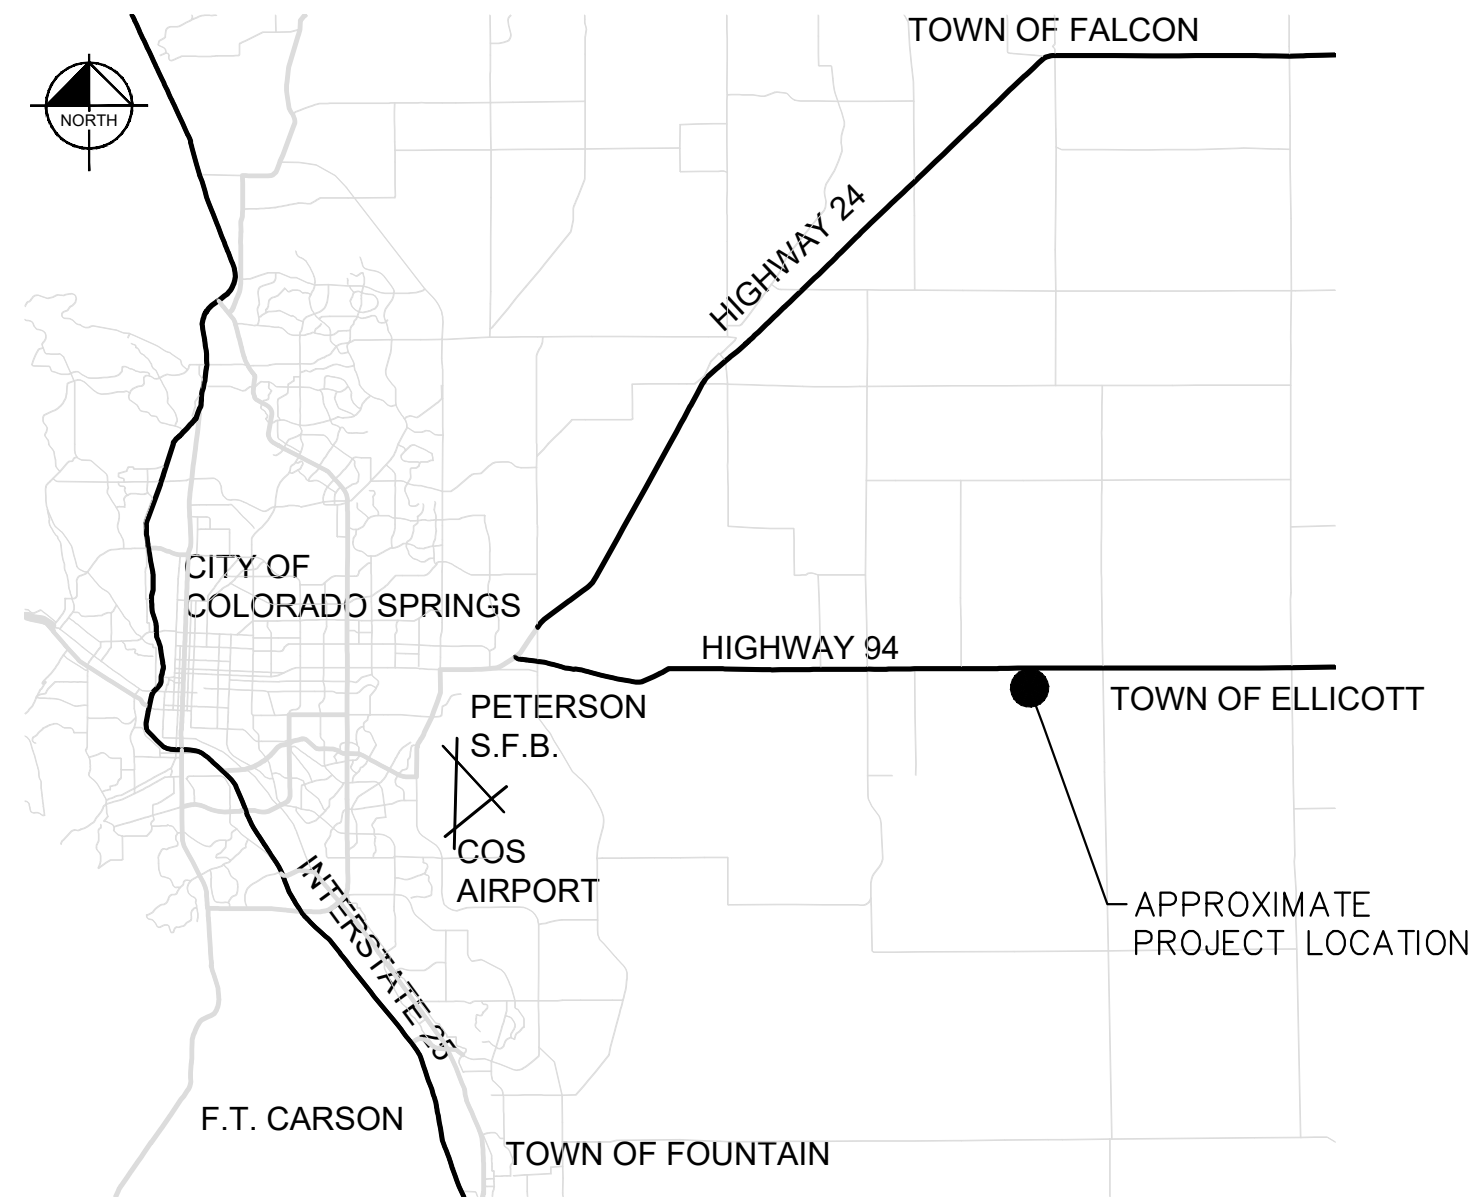 TOWN OF FALCON
NORTH
HIGHWAY 24
CITY OF
COLORADO SPRINGS
HIGHWAY 94
TOWN OF ELLICOTT
PETERSON
S.F.B.
COS
AIRPORT
APPROXIMATE
PROJECT LOCATION
INTERSTATE 25
F.T. CARSON
TOWN OF FOUNTAIN